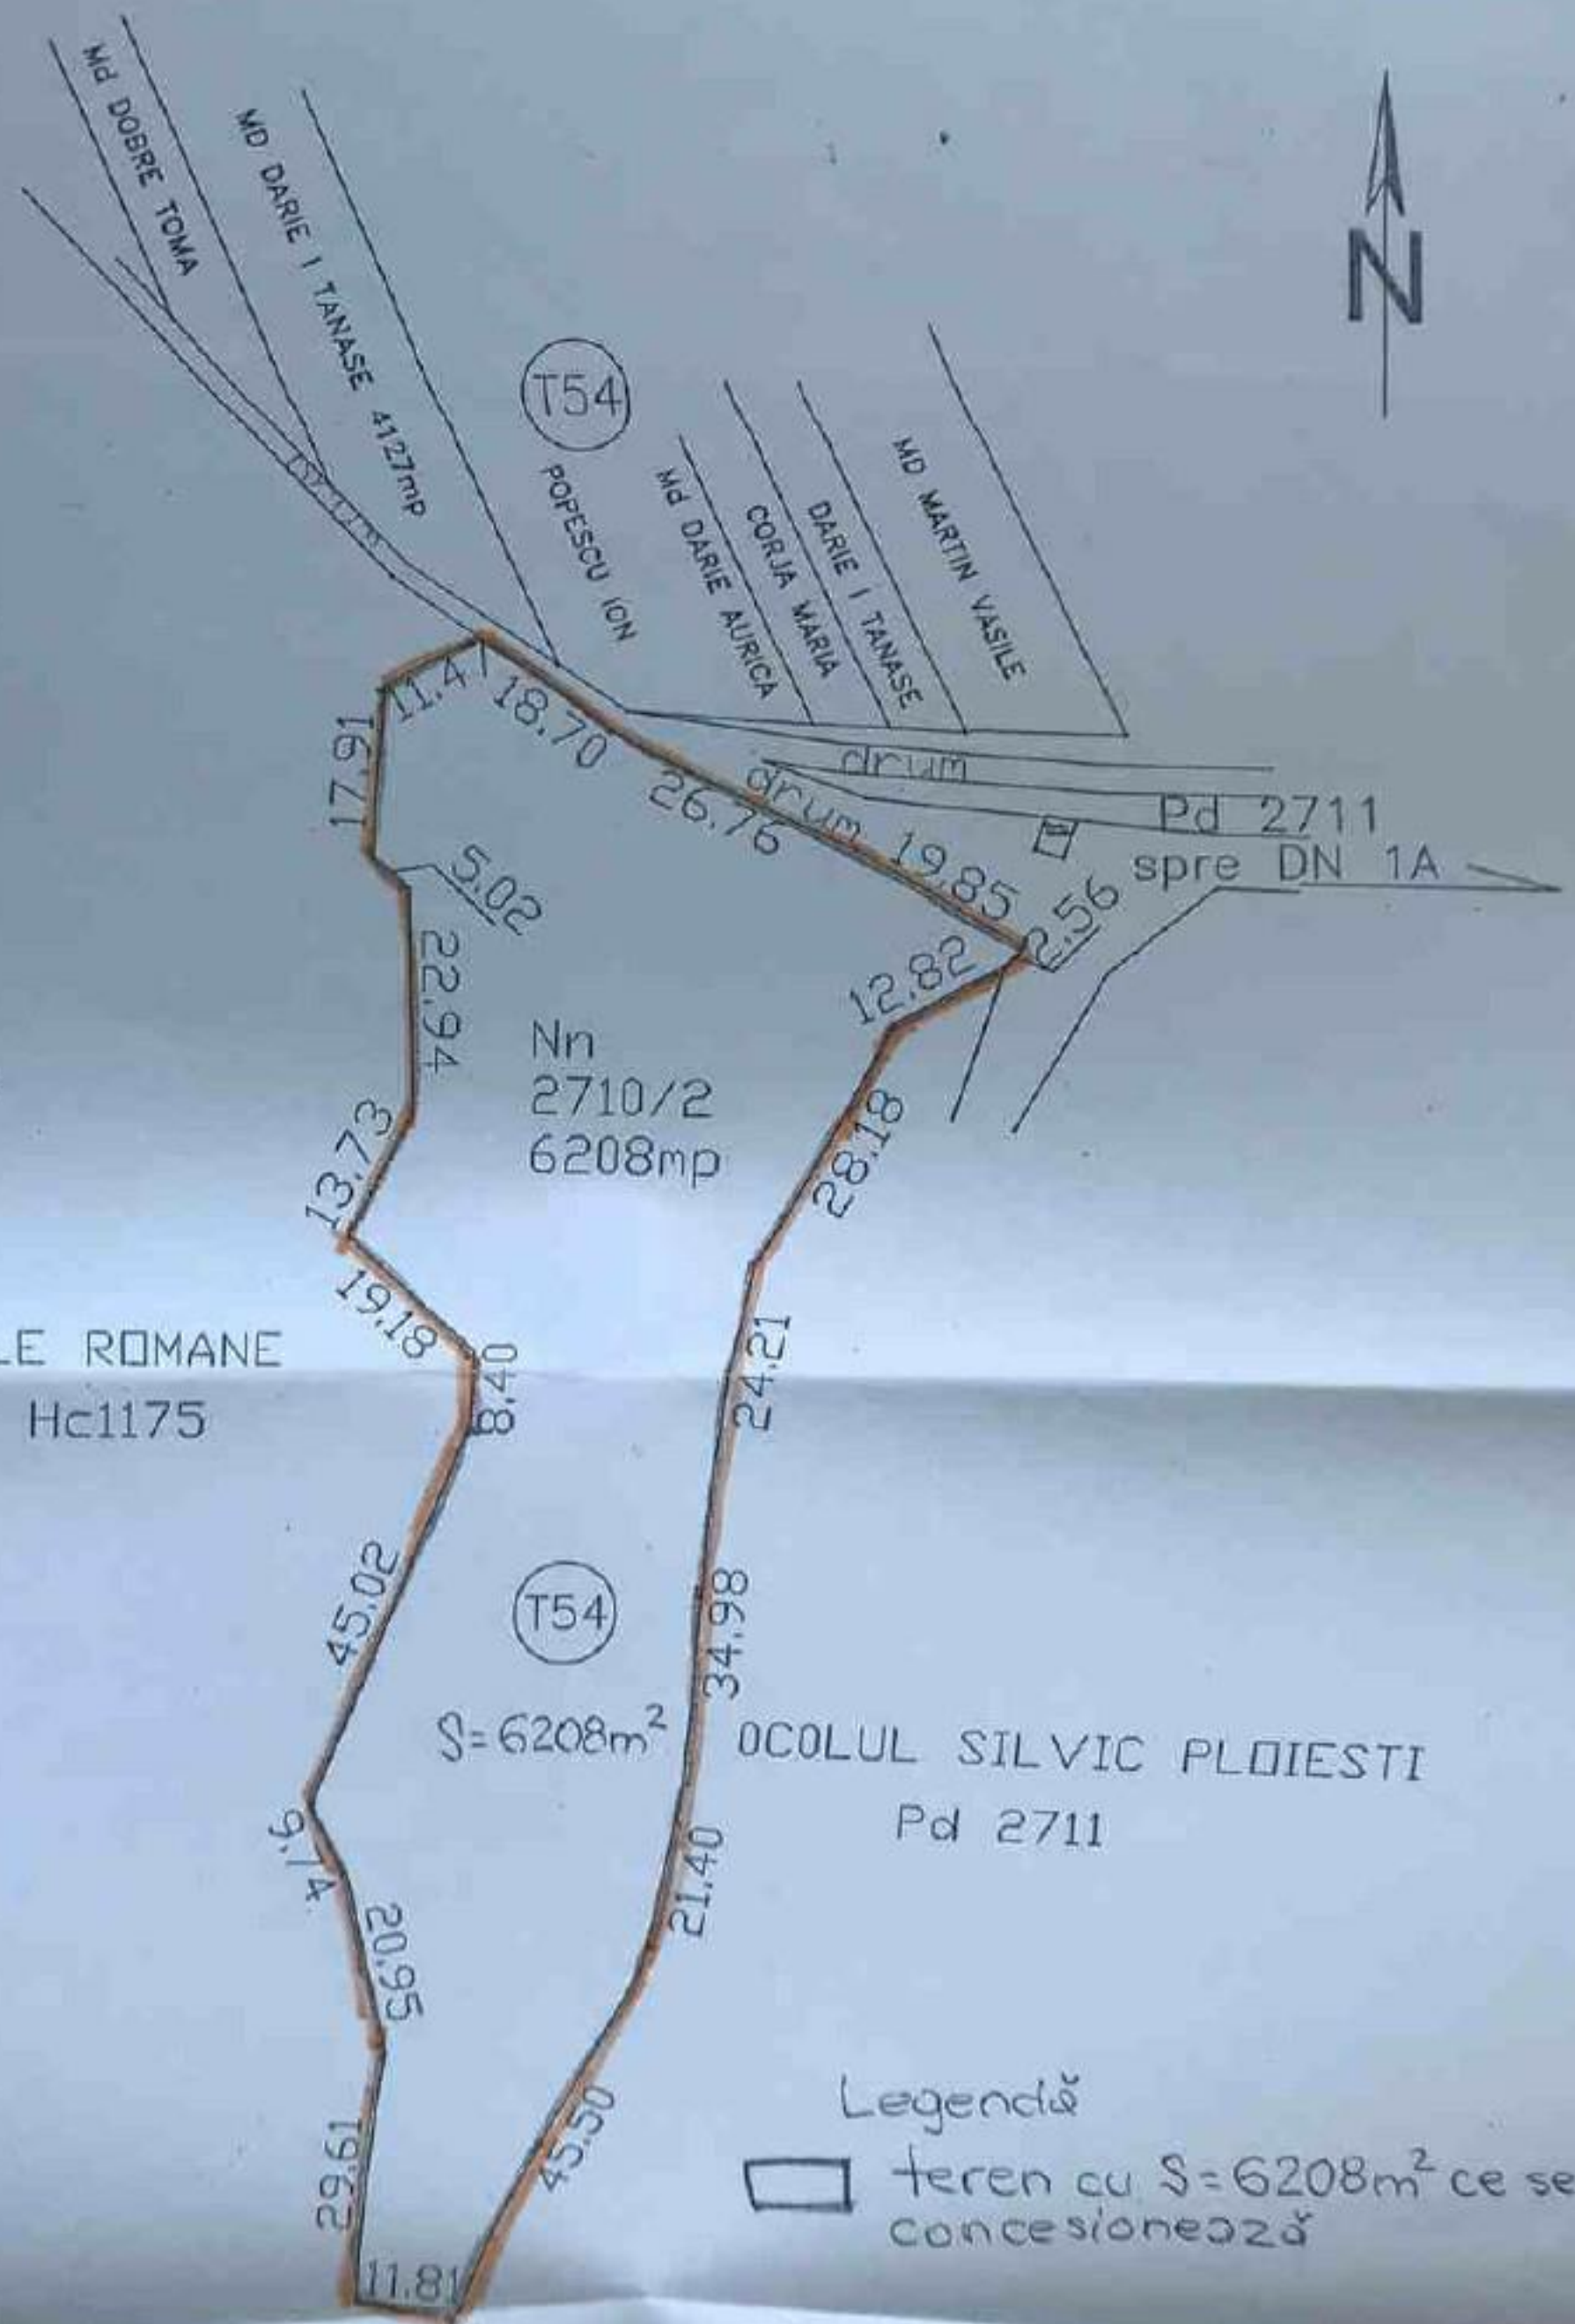 Md DOBRE TOMA
MD DARIE I TANASE 4127mp
T54
POPESCU ION
Md DARIE AURICA
CORJA MARIA
DARIE I TANASE
MD MARTIN VASILE
N
11.4
18.70
26.76
drum
drum
19.85
Pd 2711
spre DN 1A
2.56
12.82
17.91
5.02
22.94
Nn
2710/2
6208mp
28.18
13.73
19.18
24.21
LE ROMANE
Hc1175
8.40
45.02
T54
34.98
S=6208m²
OCOLUL SILVIC PLOIESTI
Pd 2711
9.74
21.40
20.95
45.50
29.61
11.81
Legendă
teren cu S=6208m² ce se
concesionează